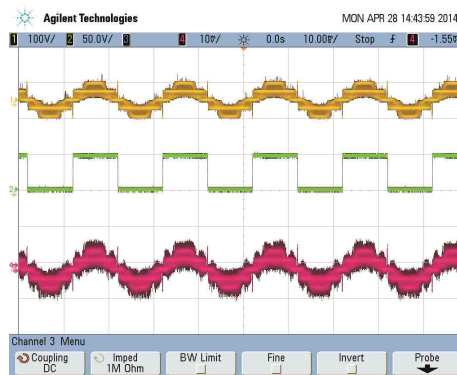 Agilent Technologies MON APR 28 14:43:59 2014
1 100V/ 2 50.0V/ 3 4 10▽/ 0.0s 10.00▽/ Stop 4 -1.55▽
1
2
Channel 3 Menu
Coupling Imped BW Limit Fine Invert Probe
DC 1M Ohm